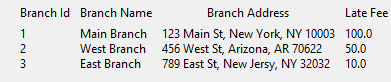 Branch Id Branch Name Branch Address Late Fee
1 Main Branch 123 Main St, New York, NY 10003 100.0
2 West Branch 456 West St, Arizona, AR 70622 50.0
3 East Branch 789 East St, New Jersy, NY 32032 10.0